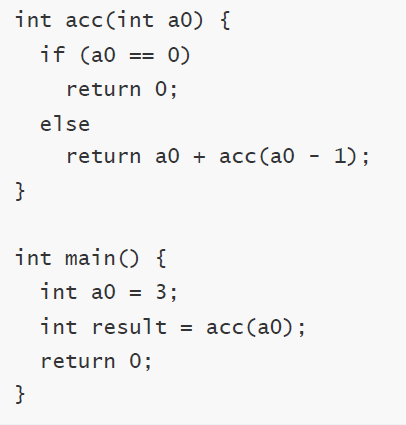 int acc(int a0) {
  if (a0 == 0)
    return 0;
  else
    return a0 + acc(a0 - 1);
}

int main() {
  int a0 = 3;
  int result = acc(a0);
  return 0;
}